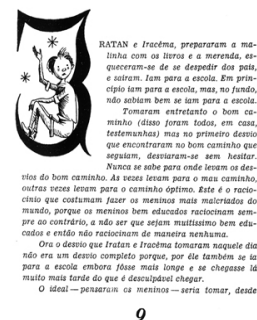 IRATAN e Iracêma, prepararam a ma-
linha com os livros e a merenda, es-
queceram-se de se despedir dos pais,
e sairam. Iam para a escola. Em prin-
cípio iam para a escola, mas, no fundo,
não sabiam bem se iam para a escola.
Tomaram entretanto o bom ca-
minho (disso foram todos, em casa,
testemunhas) mas no primeiro desvio
que encontraram no bom caminho que
seguiam, desviaram-se sem hesitar.
Nunca se sabe para onde levam os des-
vios do bom caminho. As vezes levam para o mau caminho,
outras vezes levam para o caminho óptimo. Este é o racio-
cínio que costumam fazer os meninos mais malcriados do
mundo, porque os meninos bem educados raciocinam sem-
pre ao contrário, a não ser que sejam muitíssimo bem edu-
cados e então não raciocinam de maneira nenhuma.
Ora o desvio que Iratan e Iracêma tomaram naquele dia
não era um desvio completo porque, por êle também se ia
para a escola embora fôsse mais longe e se chegasse lá
muito mais tarde do que é desculpável chegar.
O ideal — pensaram os meninos — seria tomar, desde
9